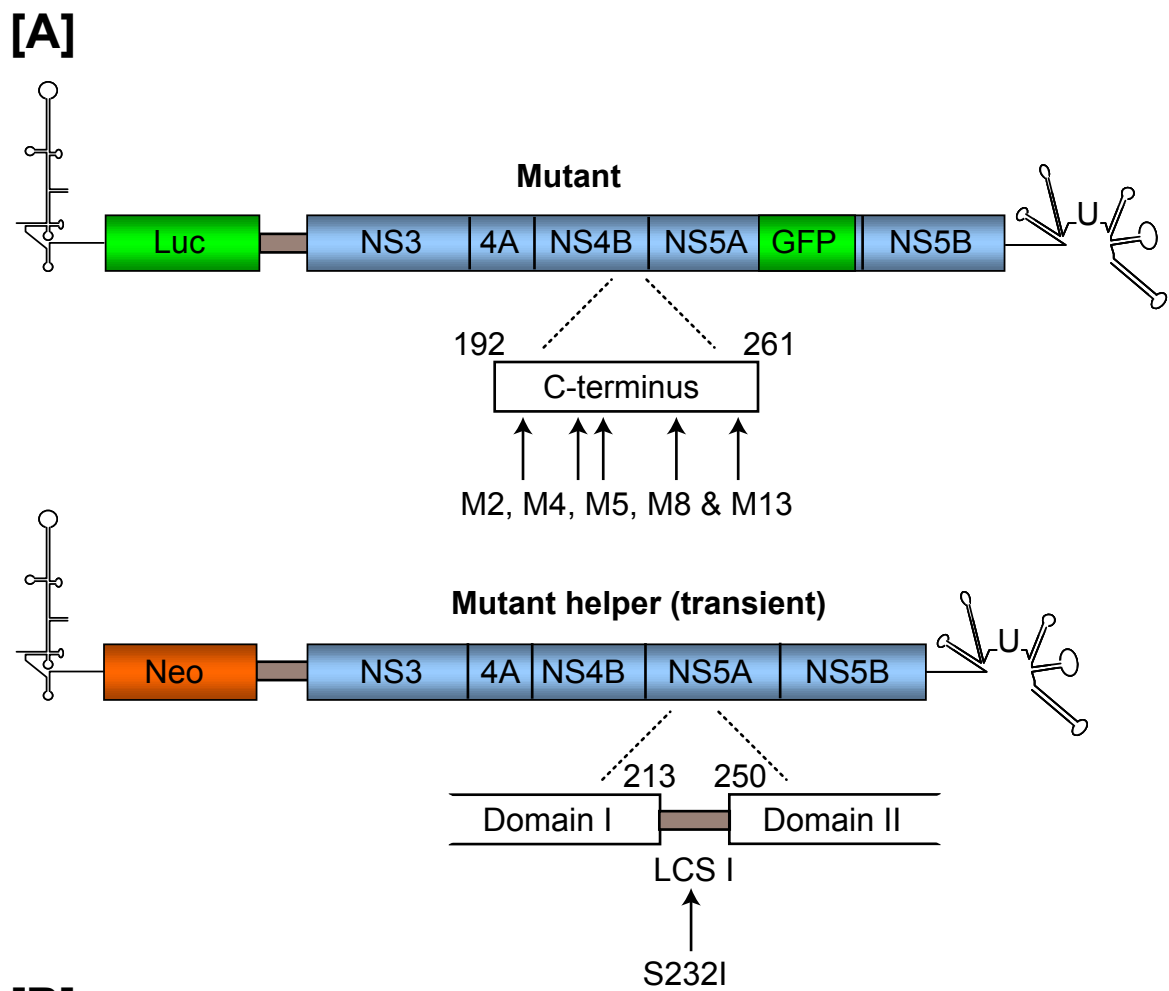 [A]
Mutant
Luc NS3 4A NS4B NS5A GFP NS5B U
192 261
C-terminus
M2, M4, M5, M8 & M13
Mutant helper (transient)
Neo NS3 4A NS4B NS5A NS5B U
213 250
Domain I Domain II
LCS I
S232I